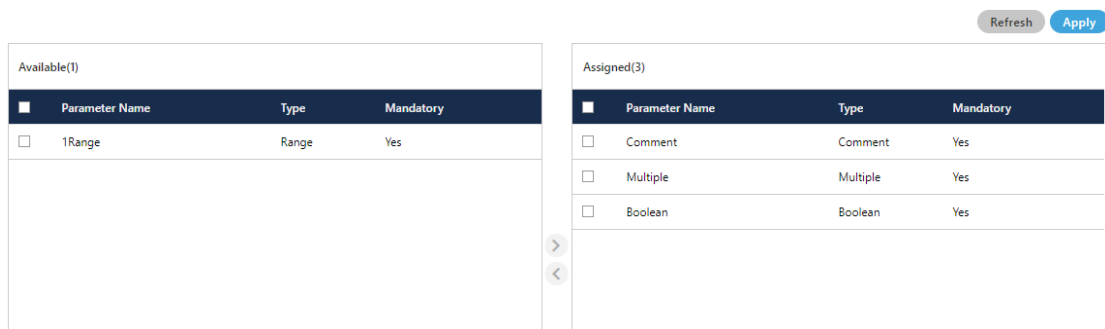 Refresh Apply
Available(1)
Parameter Name Type Mandatory
1Range Range Yes
Assigned(3)
Parameter Name Type Mandatory
Comment Comment Yes
Multiple Multiple Yes
Boolean Boolean Yes